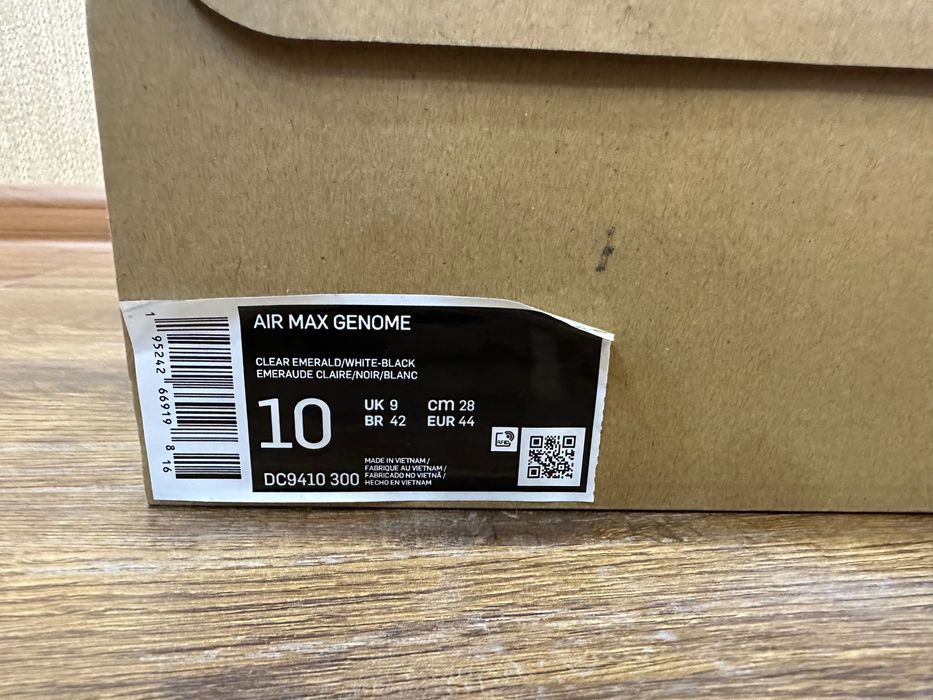 AIR MAX GENOME
CLEAR EMERALD/WHITE-BLACK
EMERAUDE CLAIRE/NOIR/BLANC
10
UK 9 cm 28
BR 42 EUR 44
DC9410 300
MADE IN VIETNAM /
FABRIQUE AU VIETNAM /
FABRICADO NO VIETNÃ /
HECHO EN VIETNAM
1 95242 66919 8 16